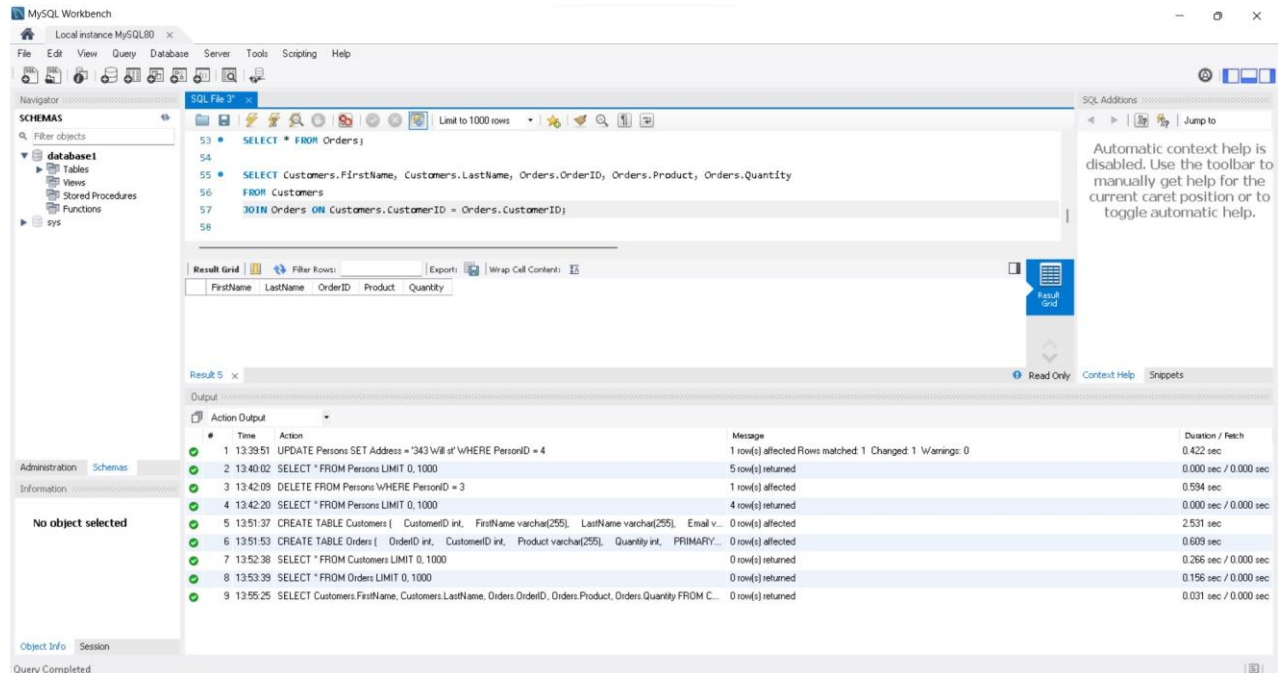 MySQL Workbench
Local instance MySQL80 ×
File Edit View Query Database Server Tools Scripting Help
Navigator
SCHEMAS
Filter objects
database1
Tables
Views
Stored Procedures
Functions
sys
Administration Schemas
Information
No object selected
Object Info Session
SQL File 3* ×
Limit to 1000 rows
53 SELECT * FROM Orders;
54
55 SELECT Customers.FirstName, Customers.LastName, Orders.OrderID, Orders.Product, Orders.Quantity
56 FROM Customers
57 JOIN Orders ON Customers.CustomerID = Orders.CustomerID;
58
Result Grid Filter Rows: Export: Wrap Cell Content:
FirstName LastName OrderID Product Quantity
Result Grid
Result 5 × Read Only
SQL Additions
Jump to
Automatic context help is
disabled. Use the toolbar to
manually get help for the
current caret position or to
toggle automatic help.
Context Help Snippets
Output
Action Output
# Time Action Message Duration / Fetch
1 13:39:51 UPDATE Persons SET Address = '343 Will st' WHERE PersonID = 4 1 row(s) affected Rows matched: 1 Changed: 1 Warnings: 0 0.422 sec
2 13:40:02 SELECT * FROM Persons LIMIT 0, 1000 5 row(s) returned 0.000 sec / 0.000 sec
3 13:42:09 DELETE FROM Persons WHERE PersonID = 3 1 row(s) affected 0.594 sec
4 13:42:20 SELECT * FROM Persons LIMIT 0, 1000 4 row(s) returned 0.000 sec / 0.000 sec
5 13:51:37 CREATE TABLE Customers ( CustomerID int, FirstName varchar(255), LastName varchar(255), Email v... 0 row(s) affected 2.531 sec
6 13:51:53 CREATE TABLE Orders ( OrderID int, CustomerID int, Product varchar(255), Quantity int, PRIMARY... 0 row(s) affected 0.609 sec
7 13:52:38 SELECT * FROM Customers LIMIT 0, 1000 0 row(s) returned 0.266 sec / 0.000 sec
8 13:53:39 SELECT * FROM Orders LIMIT 0, 1000 0 row(s) returned 0.156 sec / 0.000 sec
9 13:55:25 SELECT Customers.FirstName, Customers.LastName, Orders.OrderID, Orders.Product, Orders.Quantity FROM C... 0 row(s) returned 0.031 sec / 0.000 sec
Query Completed